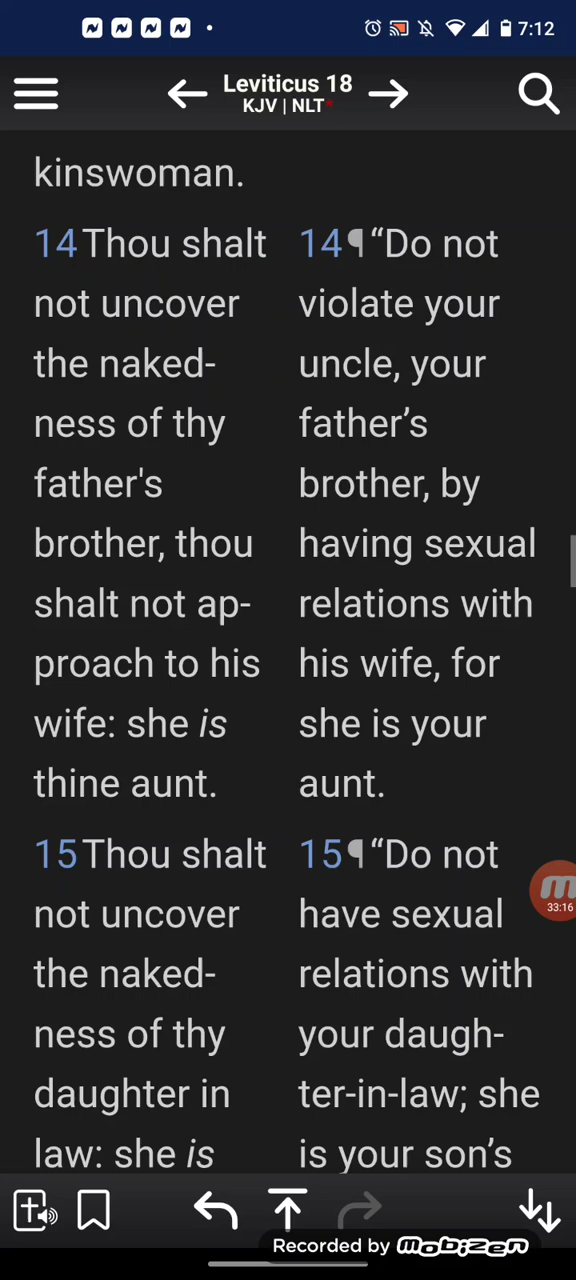 7:12
Leviticus 18
KJV | NLT*
kinswoman.
14 Thou shalt
not uncover
the naked-
ness of thy
father's
brother, thou
shalt not ap-
proach to his
wife: she is
thine aunt.
15 Thou shalt
not uncover
the naked-
ness of thy
daughter in
law: she is
14 ¶ “Do not
violate your
uncle, your
father’s
brother, by
having sexual
relations with
his wife, for
she is your
aunt.
15 ¶ “Do not
have sexual
relations with
your daugh-
ter-in-law; she
is your son’s
m
33:16
Recorded by mobizen